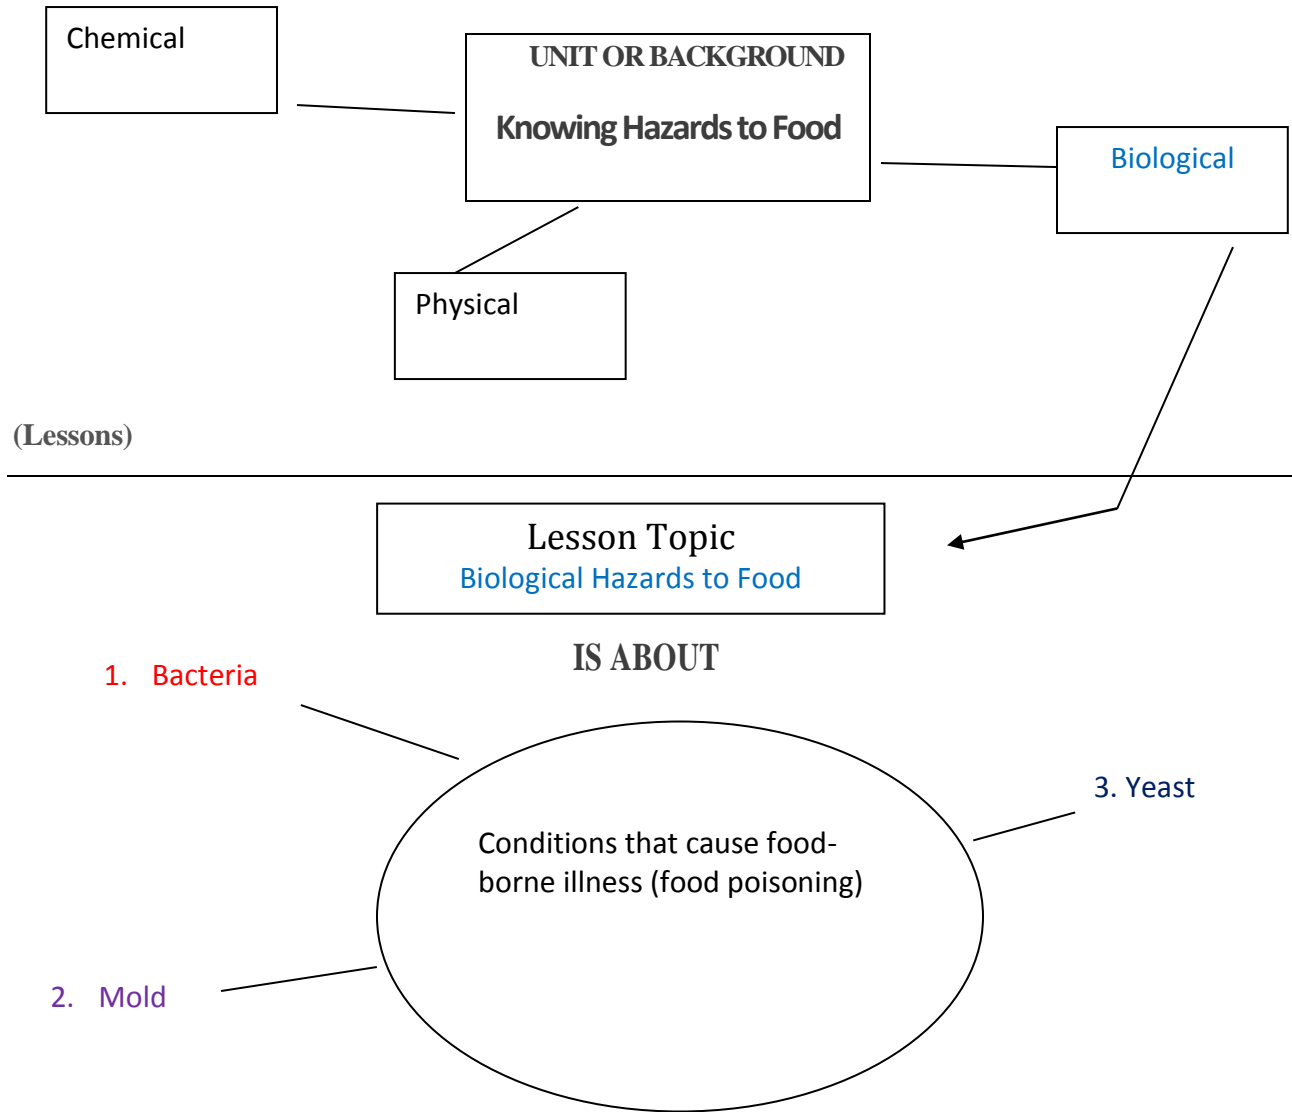 Chemical
UNIT OR BACKGROUND
Knowing Hazards to Food
Biological
Physical
(Lessons)
Lesson Topic
Biological Hazards to Food
IS ABOUT
1. Bacteria
3. Yeast
Conditions that cause food-
borne illness (food poisoning)
2. Mold